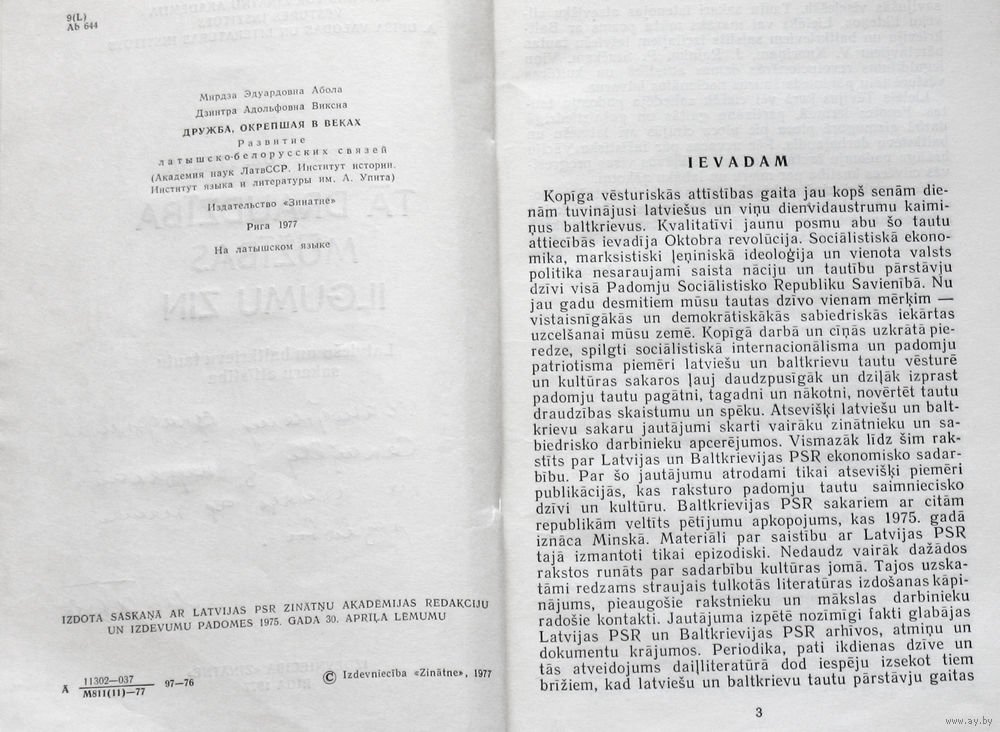 9(L)
Ab 644
Мирдза Эдуардовна Абола
Дзинтра Адольфовна Виксна
ДРУЖБА, ОКРЕПШАЯ В ВЕКАХ
Развитие
латышско-белорусских связей
(Академия наук ЛатвССР. Институт истории.
Институт языка и литературы им. А. Упита)
Издательство «Зинатне»
Рига 1977
На латышском языке
IZDOTA SASKAŅĀ AR LATVIJAS PSR ZINĀTŅU AKADĒMIJAS REDAKCIJU
UN IZDEVUMU PADOMES 1975. GADA 30. APRĪĻA LĒMUMU
Ā 11302—037
M811(11)—77 97—76
© Izdevniecība «Zinātne», 1977
IEVADAM
Kopīga vēsturiskās attīstības gaita jau kopš senām die-
nām tuvinājusi latviešus un viņu dienvidaustrumu kaimi-
ņus baltkrievus. Kvalitatīvi jaunu posmu abu šo tautu
attiecībās ievadīja Oktobra revolūcija. Sociālistiskā ekono-
mika, marksistiski ļeņiniskā ideoloģija un vienota valsts
politika nesaraujami saista nāciju un tautību pārstāvju
dzīvi visā Padomju Sociālistisko Republiku Savienībā. Nu
jau gadu desmitiem mūsu tautas dzīvo vienam mērķim —
vistaisnīgākās un demokrātiskākās sabiedriskās iekārtas
uzcelšanai mūsu zemē. Kopīgā darbā un cīņās uzkrātā pie-
redze, spilgti sociālistiskā internacionālisma un padomju
patriotisma piemēri latviešu un baltkrievu tautu vēsturē
un kultūras sakaros ļauj daudzpusīgāk un dziļāk izprast
padomju tautu pagātni, tagadni un nākotni, novērtēt tautu
draudzības skaistumu un spēku. Atsevišķi latviešu un balt-
krievu sakaru jautājumi skarti vairāku zinātnieku un sa-
biedrisko darbinieku apcerējumos. Vismazāk līdz šim rak-
stīts par Latvijas un Baltkrievijas PSR ekonomisko sadar-
bību. Par šo jautājumu atrodami tikai atsevišķi piemēri
publikācijās, kas raksturo padomju tautu saimniecisko
dzīvi un kultūru. Baltkrievijas PSR sakariem ar citām
republikām veltīts pētījumu apkopojums, kas 1975. gadā
iznāca Minskā. Materiāli par saistību ar Latvijas PSR
tajā izmantoti tikai epizodiski. Nedaudz vairāk dažādos
rakstos runāts par sadarbību kultūras jomā. Tajos uzska-
tāmi redzams straujais tulkotās literatūras izdošanas kāpi-
nājums, pieaugošie rakstnieku un mākslas darbinieku
radošie kontakti. Jautājuma izpētē nozīmīgi fakti glabājas
Latvijas PSR un Baltkrievijas PSR arhīvos, atmiņu un
dokumentu krājumos. Periodika, pati ikdienas dzīve un
tās atveidojums daiļliteratūrā dod iespēju izsekot tiem
brīžiem, kad latviešu un baltkrievu tautu pārstāvju gaitas
3
www.ay.by